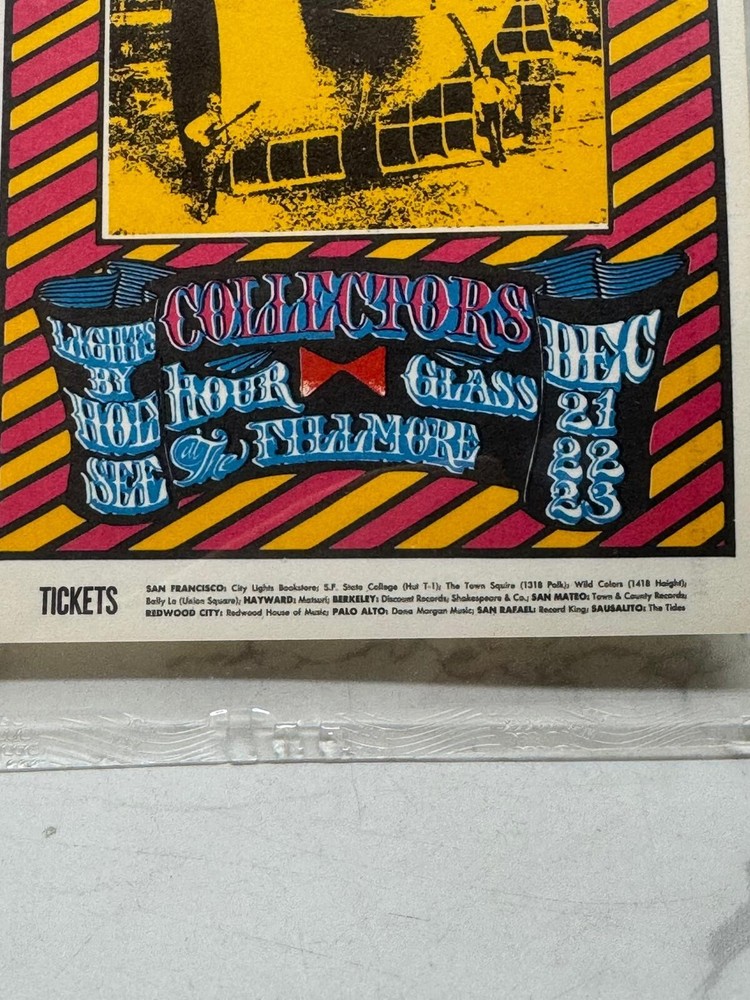 COLLECTORS
LIGHTS
BY
HOLY
SEE
HOUR GLASS
at The FILLMORE
DEC
21
22
23
TICKETS
SAN FRANCISCO: City Lights Bookstore; S.F. State College (Hut T-1); The Town Squire (1318 Polk); Wild Colors (1418 Haight);
Bally Lo (Union Square); HAYWARD: Matsuri; BERKELEY: Discount Records; Shakespeare & Co.; SAN MATEO: Town & County Records;
REDWOOD CITY: Redwood House of Music; PALO ALTO: Dana Morgan Music; SAN RAFAEL: Record King; SAUSALITO: The Tides